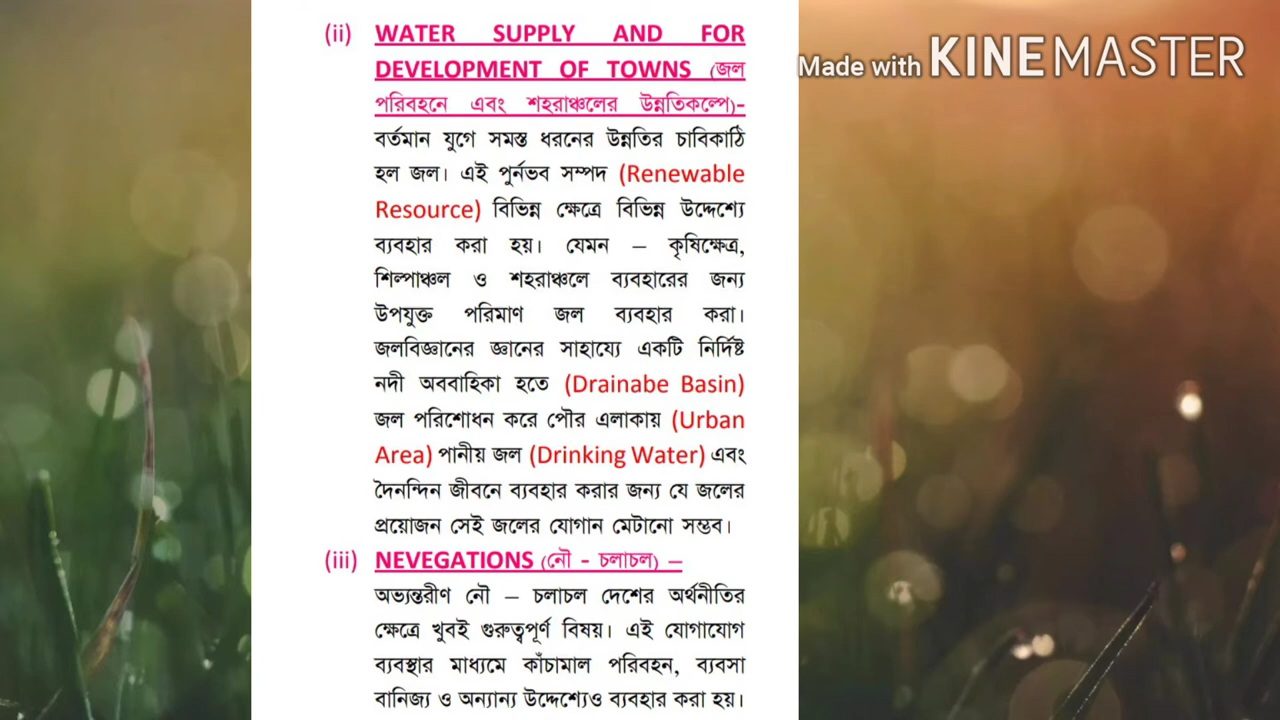 (ii) WATER SUPPLY AND FOR
DEVELOPMENT OF TOWNS (জল
পরিবহনে এবং শহরাঞ্চলের উন্নতিকল্পে)-
বর্তমান যুগে সমস্ত ধরনের উন্নতির চাবিকাঠি
হল জল। এই পুর্নভব সম্পদ (Renewable
Resource) বিভিন্ন ক্ষেত্রে বিভিন্ন উদ্দেশ্যে
ব্যবহার করা হয়। যেমন – কৃষিক্ষেত্র,
শিল্পাঞ্চল ও শহরাঞ্চলে ব্যবহারের জন্য
উপযুক্ত পরিমাণ জল ব্যবহার করা।
জলবিজ্ঞানের জ্ঞানের সাহায্যে একটি নির্দিষ্ট
নদী অববাহিকা হতে (Drainabe Basin)
জল পরিশোধন করে পৌর এলাকায় (Urban
Area) পানীয় জল (Drinking Water) এবং
দৈনন্দিন জীবনে ব্যবহার করার জন্য যে জলের
প্রয়োজন সেই জলের যোগান মেটানো সম্ভব।
(iii) NEVEGATIONS (নৌ - চলাচল) –
অভ্যন্তরীণ নৌ – চলাচল দেশের অর্থনীতির
ক্ষেত্রে খুবই গুরুত্বপূর্ণ বিষয়। এই যোগাযোগ
ব্যবস্থার মাধ্যমে কাঁচামাল পরিবহন, ব্যবসা
বানিজ্য ও অন্যান্য উদ্দেশ্যেও ব্যবহার করা হয়।
Made with KINEMASTER